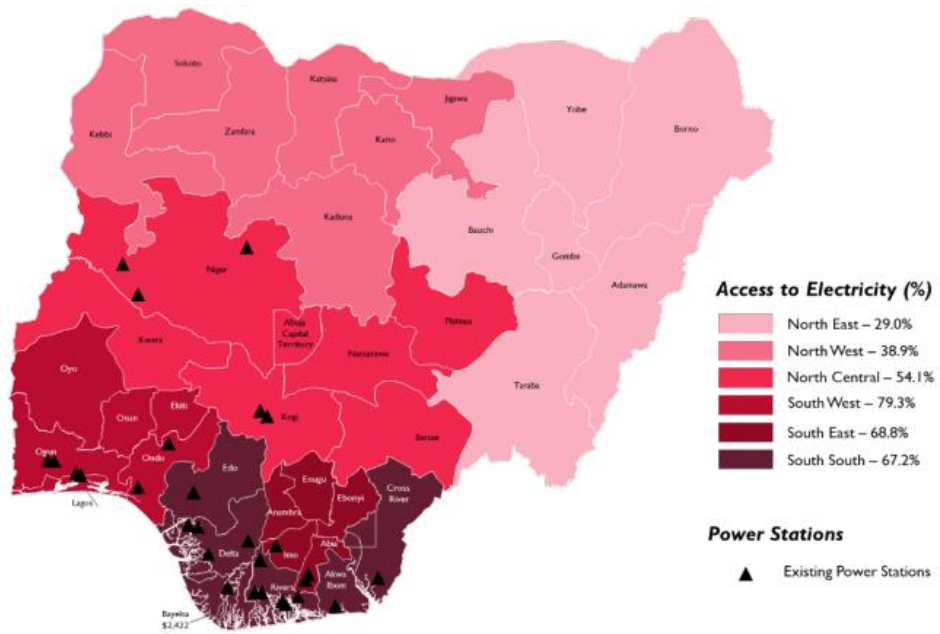 Sokoto
Katsina
Jigawa
Yobe
Borno
Kebbi
Zamfara
Kano
Kaduna
Bauchi
Gombe
Adamawa
Niger
Abuja
Capital
Territory
Plateau
Kwara
Nassarawa
Taraba
Oyo
Osun
Ekiti
Kogi
Benue
Ogun
Ondo
Edo
Lagos
Enugu
Ebonyi
Cross
River
Anambra
Delta
Imo
Abia
Akwa
Ibom
Rivers
Bayelsa
$2,422
Access to Electricity (%)
North East – 29.0%
North West – 38.9%
North Central – 54.1%
South West – 79.3%
South East – 68.8%
South South – 67.2%
Power Stations
Existing Power Stations